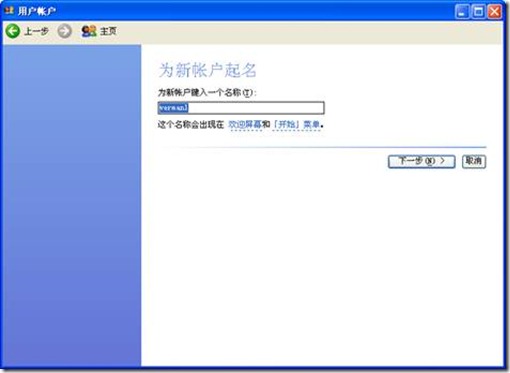 用户帐户
上一步 主页
为新帐户起名
为新帐户键入一个名称(T):
这个名称会出现在 欢迎屏幕和「开始」菜单。
下一步(N) > 取消